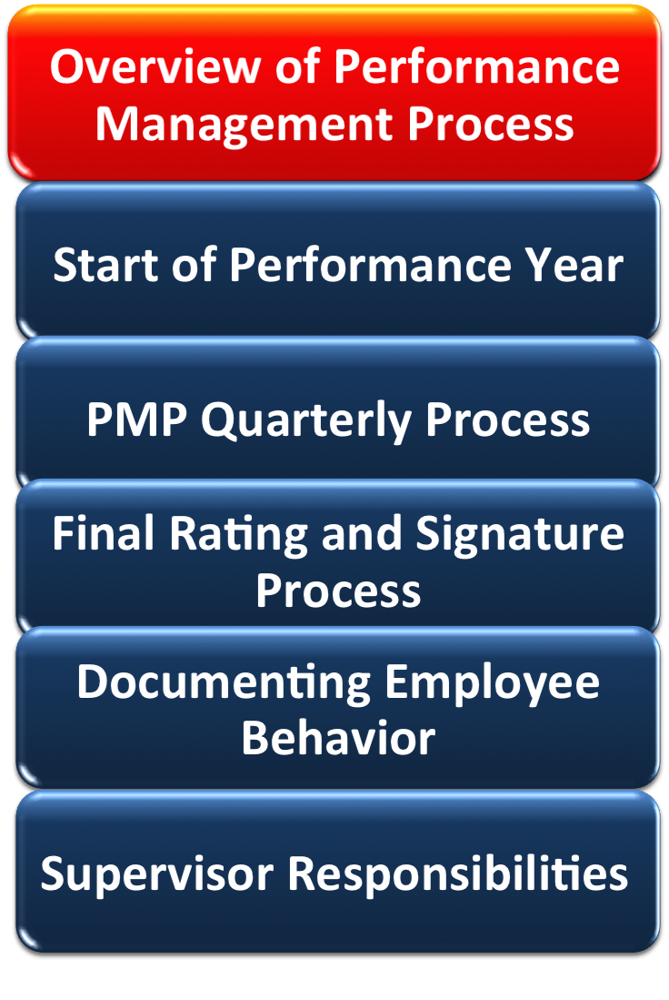 Overview of Performance
Management Process
Start of Performance Year
PMP Quarterly Process
Final Rating and Signature
Process
Documenting Employee
Behavior
Supervisor Responsibilities